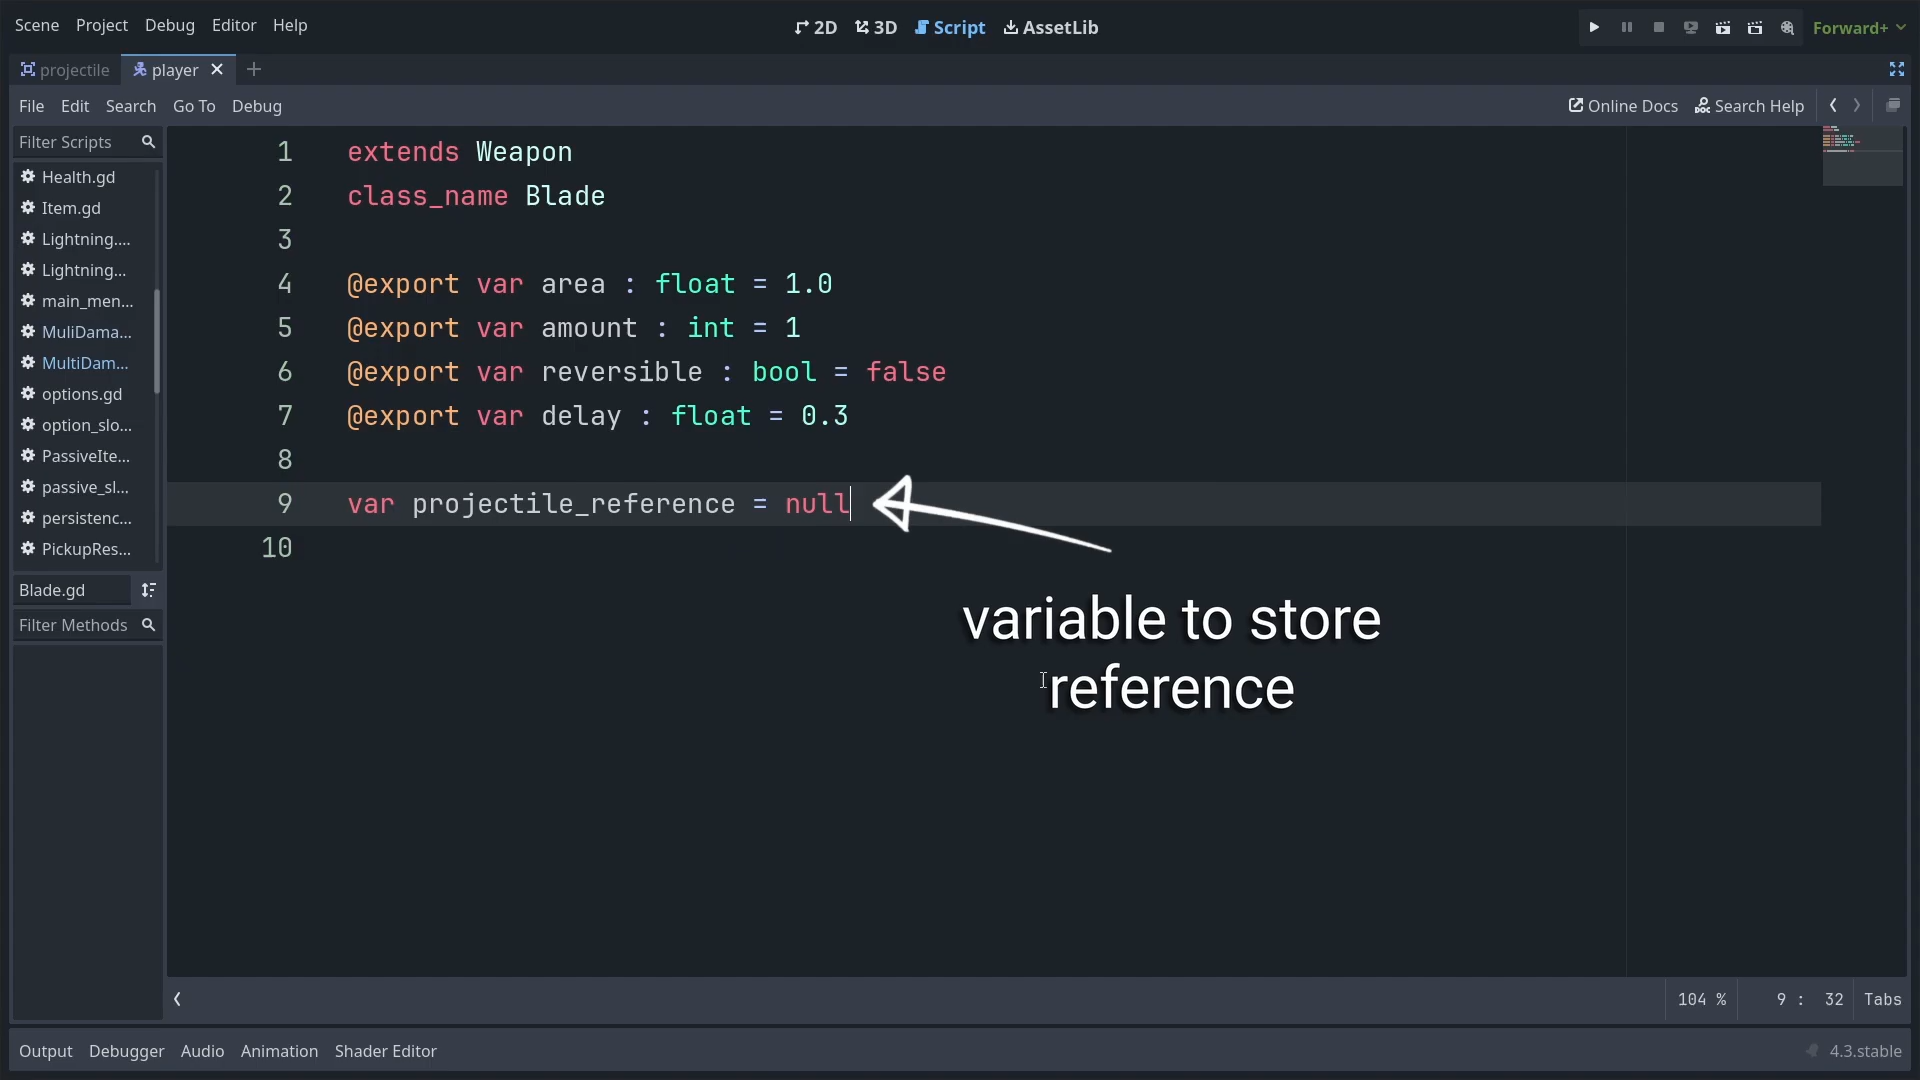 Scene Project Debug Editor Help
2D 3D Script AssetLib
Forward+
projectile player
File Edit Search Go To Debug
Online Docs Search Help
Filter Scripts
Health.gd
Item.gd
Lightning....
Lightning...
main_men...
MuliDama...
MultiDam...
options.gd
option_slo...
PassiveIte...
passive_sl...
persistenc...
PickupRes...
Blade.gd
Filter Methods
1 extends Weapon
2 class_name Blade
3
4 @export var area : float = 1.0
5 @export var amount : int = 1
6 @export var reversible : bool = false
7 @export var delay : float = 0.3
8
9 var projectile_reference = null
10
variable to store
reference
104 % 9 : 32 Tabs
Output Debugger Audio Animation Shader Editor
4.3.stable